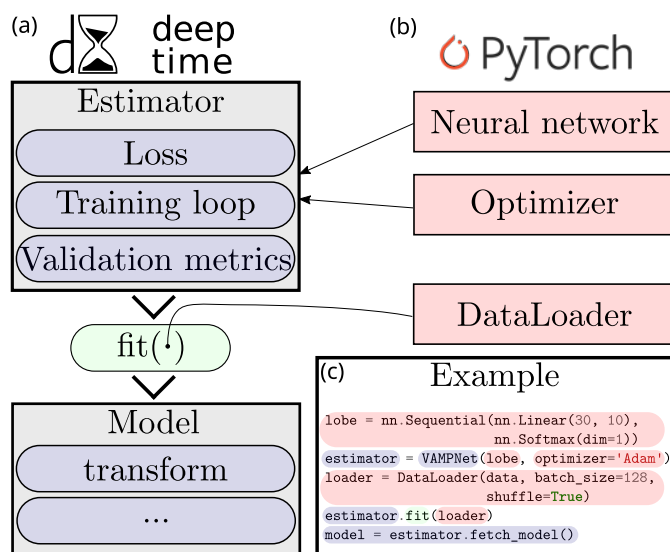 (a)
d
deep
time
Estimator
Loss
Training loop
Validation metrics
fit(·)
Model
transform
...
(b)
PyTorch
Neural network
Optimizer
DataLoader
(c)
Example
lobe = nn.Sequential(nn.Linear(30, 10),
nn.Softmax(dim=1))
estimator = VAMPNet(lobe, optimizer='Adam')
loader = DataLoader(data, batch_size=128,
shuffle=True)
estimator.fit(loader)
model = estimator.fetch_model()